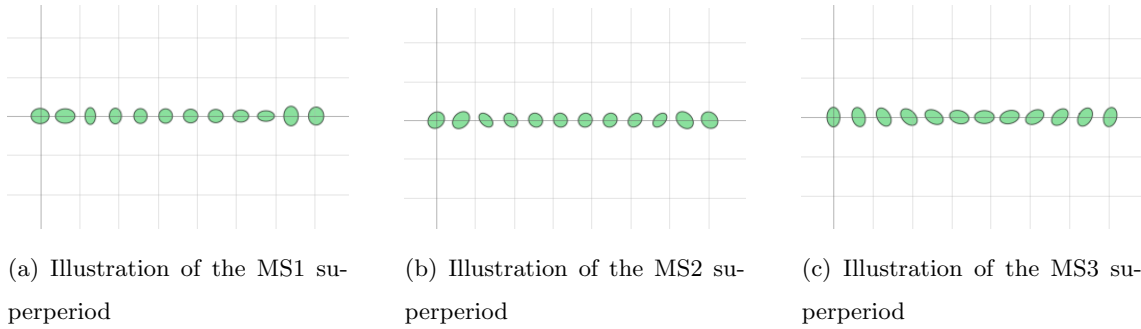 (a) Illustration of the MS1 su-
perperiod
(b) Illustration of the MS2 su-
perperiod
(c) Illustration of the MS3 su-
perperiod